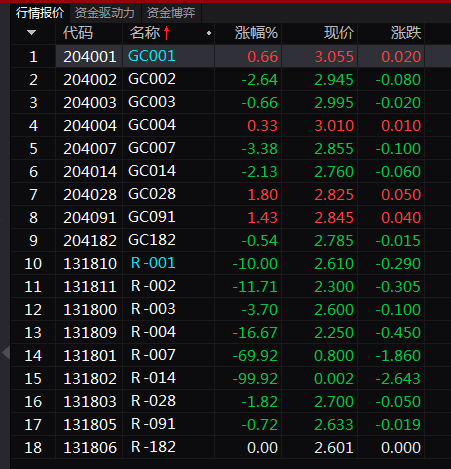 行情报价 资金驱动力 资金博弈
代码 名称 涨幅% 现价 涨跌
1 204001 GC001 0.66 3.055 0.020
2 204002 GC002 -2.64 2.945 -0.080
3 204003 GC003 -0.66 2.995 -0.020
4 204004 GC004 0.33 3.010 0.010
5 204007 GC007 -3.38 2.855 -0.100
6 204014 GC014 -2.13 2.760 -0.060
7 204028 GC028 1.80 2.825 0.050
8 204091 GC091 1.43 2.845 0.040
9 204182 GC182 -0.54 2.785 -0.015
10 131810 R-001 -10.00 2.610 -0.290
11 131811 R-002 -11.71 2.300 -0.305
12 131800 R-003 -3.70 2.600 -0.100
13 131809 R-004 -16.67 2.250 -0.450
14 131801 R-007 -69.92 0.800 -1.860
15 131802 R-014 -99.92 0.002 -2.643
16 131803 R-028 -1.82 2.700 -0.050
17 131805 R-091 -0.72 2.633 -0.019
18 131806 R-182 0.00 2.601 0.000